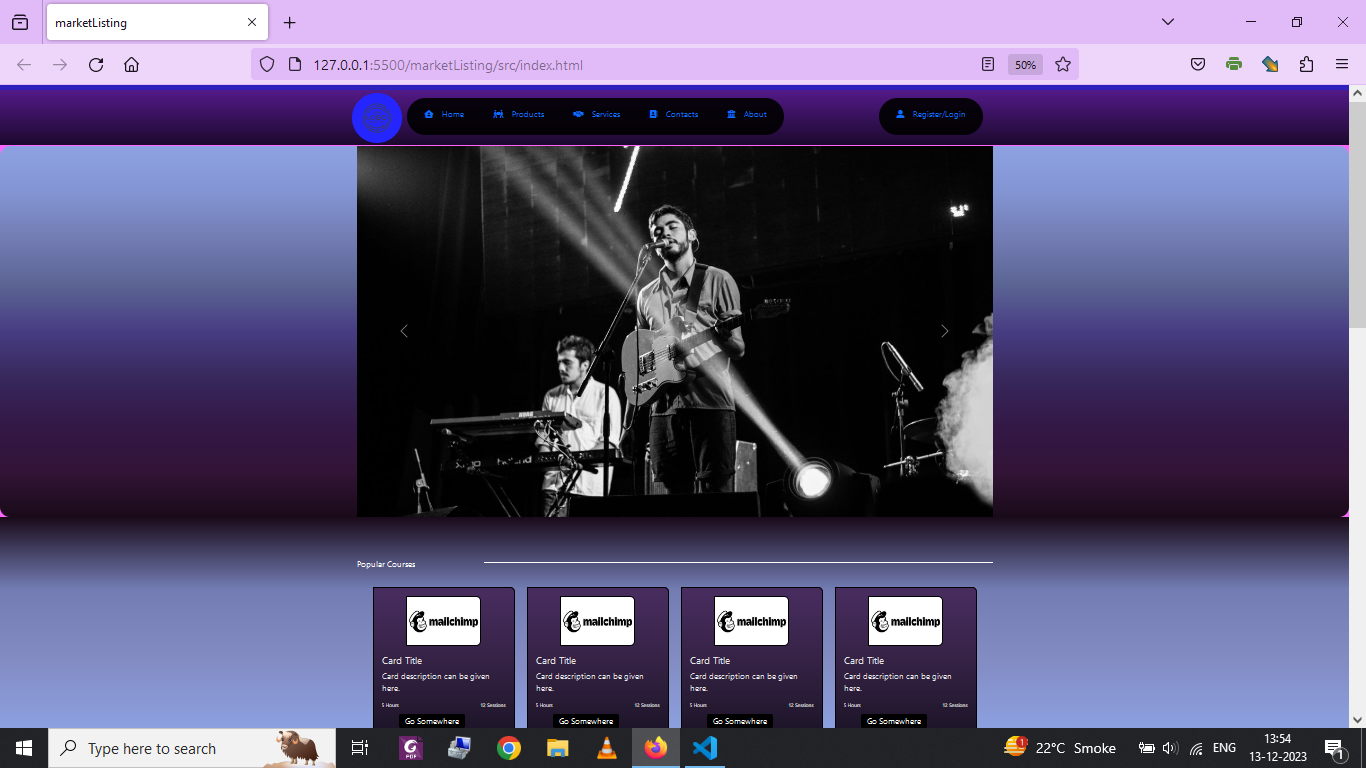 marketListing
127.0.0.1:5500/marketListing/src/index.html
50%
Home Products Services Contacts About Register/Login
Popular Courses
mailchimp mailchimp mailchimp mailchimp
Card Title Card Title Card Title Card Title
Card description can be given here. Card description can be given here. Card description can be given here. Card description can be given here.
5 Hours 12 Sessions 5 Hours 12 Sessions 5 Hours 12 Sessions 5 Hours 12 Sessions
Go Somewhere Go Somewhere Go Somewhere Go Somewhere
Type here to search
PDF
1
22°C Smoke
ENG
13:54
13-12-2023
1